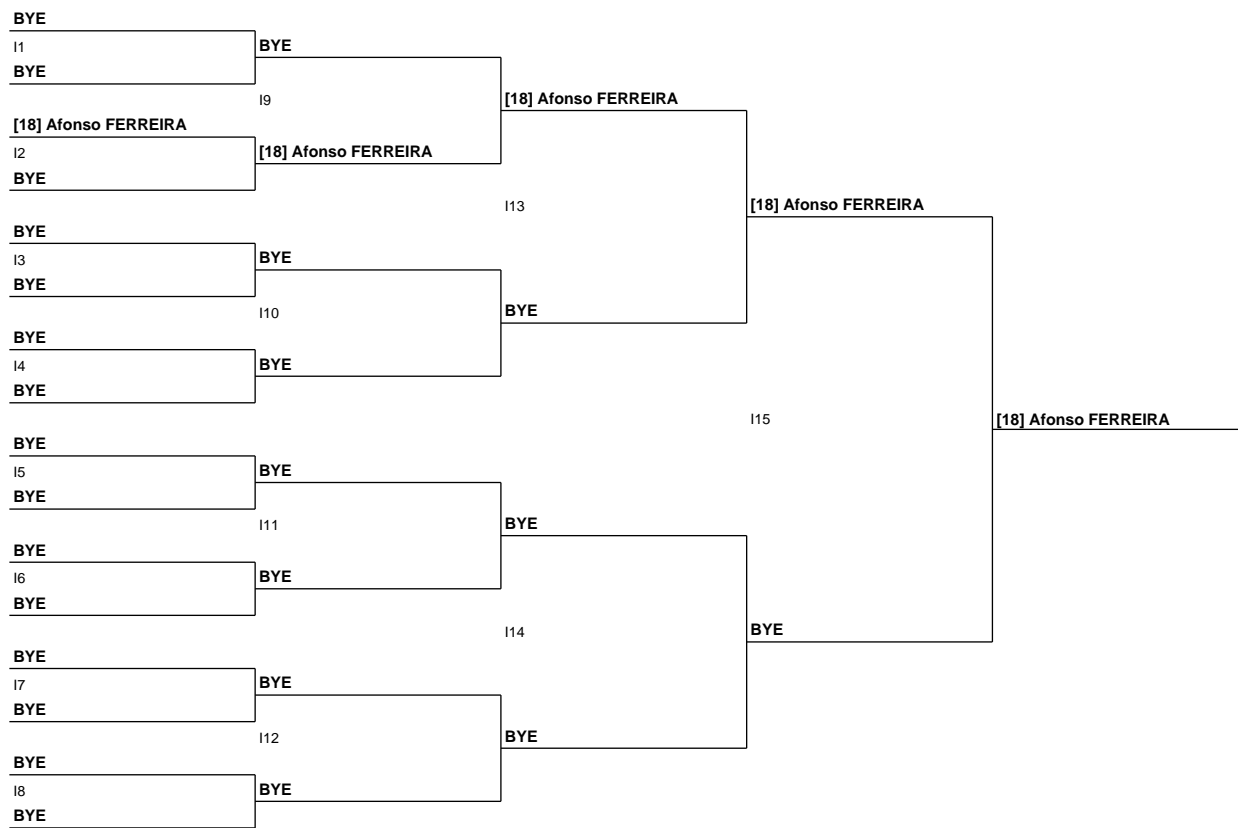 BYE
I1
BYE
BYE
I9
[18] Afonso FERREIRA
[18] Afonso FERREIRA
I2
[18] Afonso FERREIRA
BYE
I13
[18] Afonso FERREIRA
BYE
I3
BYE
BYE
I10
BYE
BYE
I4
BYE
BYE
I15
[18] Afonso FERREIRA
BYE
I5
BYE
BYE
I11
BYE
BYE
I6
BYE
BYE
I14
BYE
BYE
I7
BYE
BYE
I12
BYE
BYE
I8
BYE
BYE